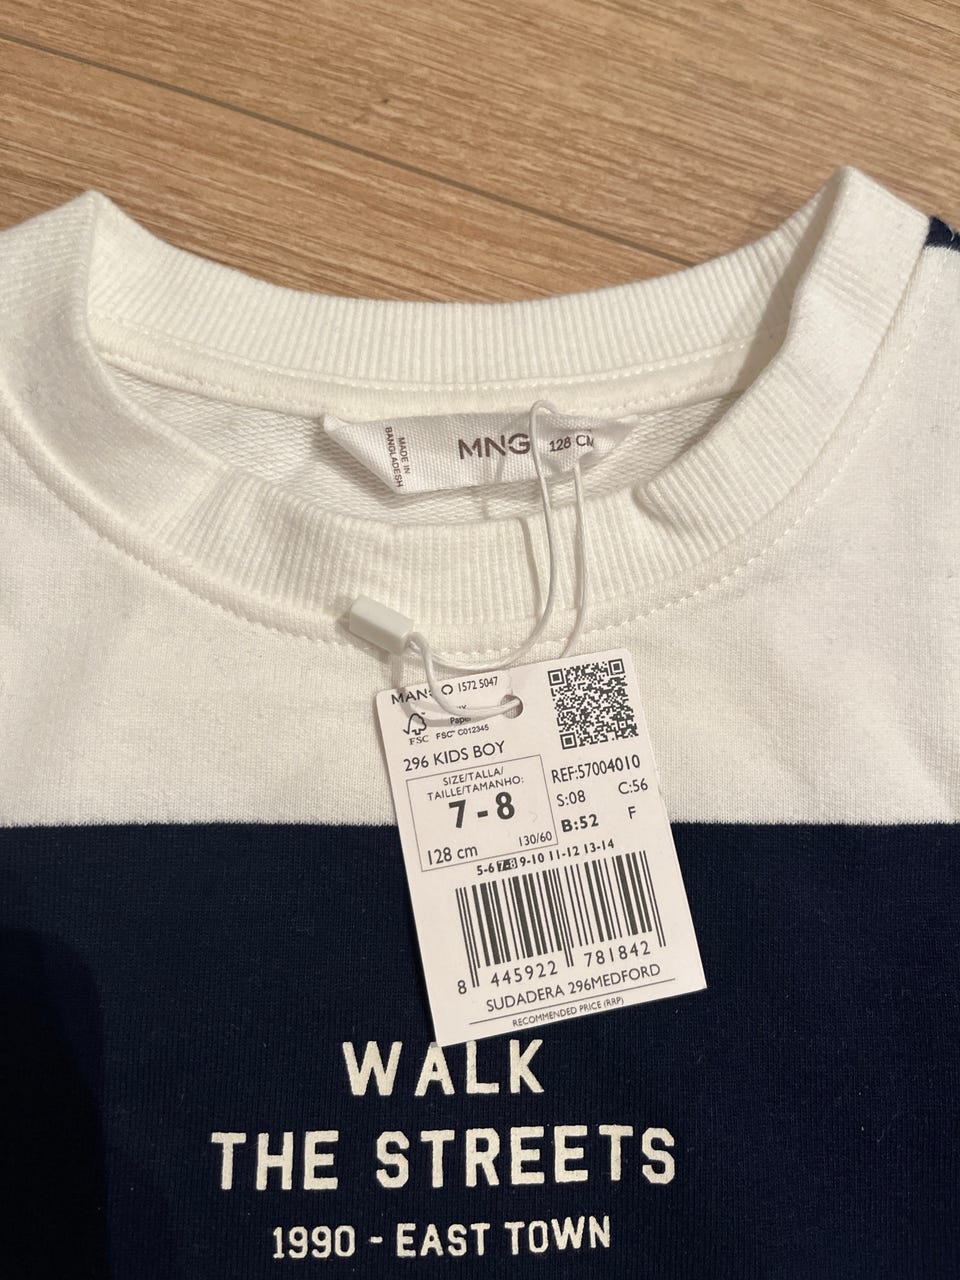 MADE IN
BANGLADESH
MNG
128 CM
1572 5047
FSC
FSC™ C012345
296 KIDS BOY
SIZE/TALLA/
TAILLE/TAMANHO:
7-8
128 cm
130/60
REF:57004010
S:08 C:56
B:52 F
5-6 7-8 9-10 11-12 13-14
8 445922 781842
SUDADERA 296MEDFORD
RECOMMENDED PRICE (RRP)
WALK
THE STREETS
1990 - EAST TOWN